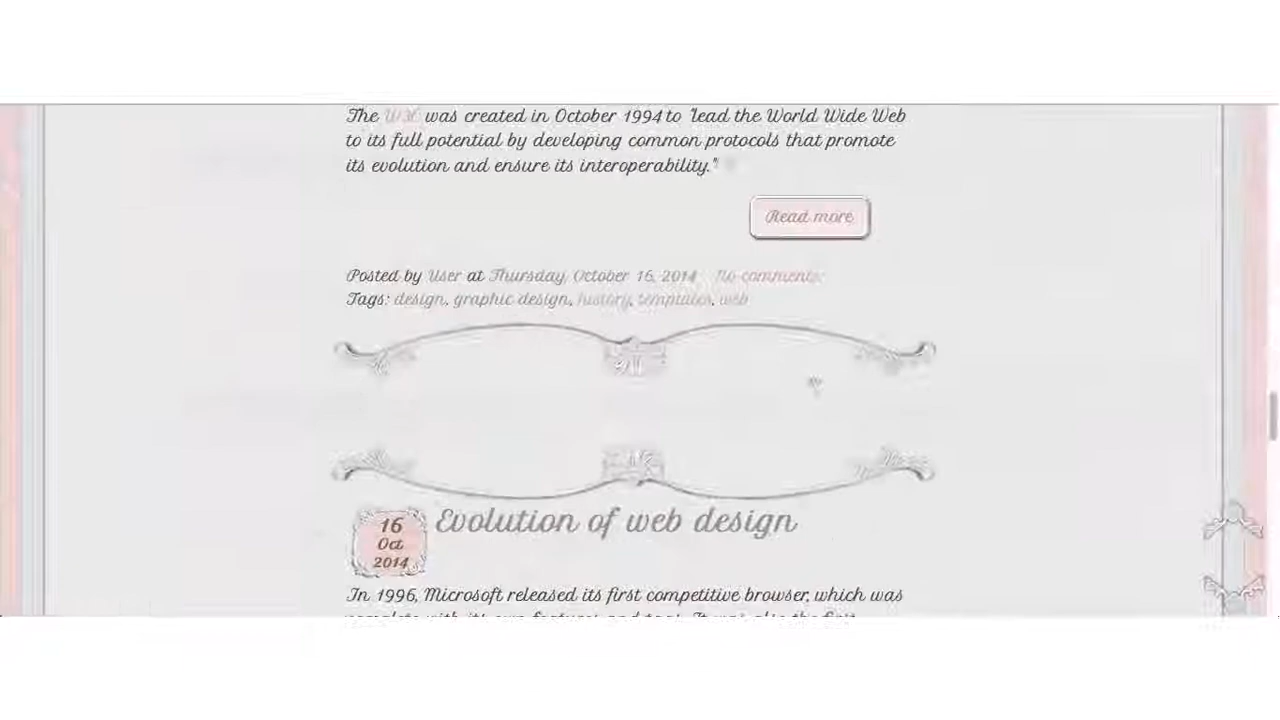 The W3C was created in October 1994 to "lead the World Wide Web
to its full potential by developing common protocols that promote
its evolution and ensure its interoperability."
Read more
Posted by User at Thursday, October 16, 2014 No comments:
Tags: design, graphic design, history, templates, web
16
Oct
2014
Evolution of web design
In 1996, Microsoft released its first competitive browser, which was